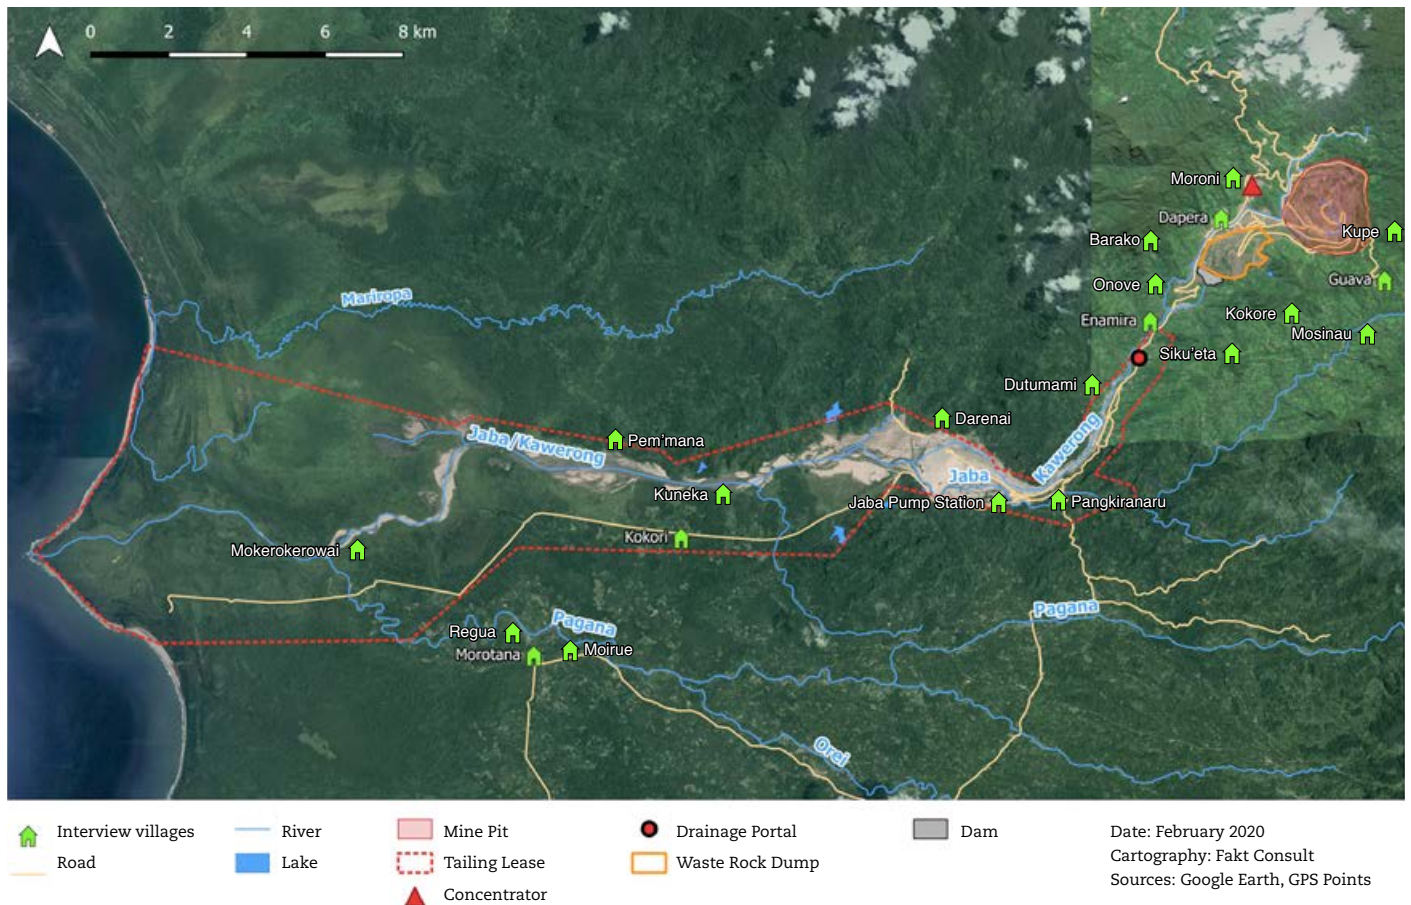 0 2 4 6 8 km
Moroni
Dapera
Kupe
Barako
Guava
Onove
Mariropa
Kokore
Enamira
Mosinau
Siku'eta
Dutumami
Darenai
Pem'mana
Jaba/Kawerong
Kawerong
Jaba
Kuneka
Jaba Pump Station
Pangkiranaru
Kokori
Mokerokerowai
Pagana
Pagana
Regua
Morotana
Moirue
Orei
Interview villages
River
Mine Pit
Drainage Portal
Dam
Date: February 2020
Road
Lake
Tailing Lease
Waste Rock Dump
Cartography: Fakt Consult
Sources: Google Earth, GPS Points
Concentrator